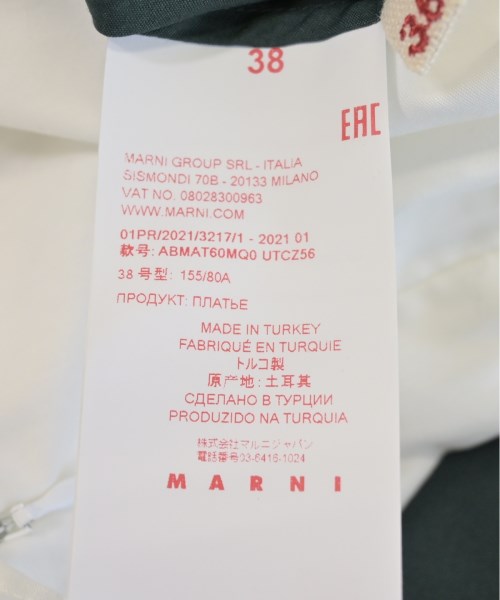 38
38
EAC
MARNI GROUP SRL - ITALIA
SISMONDI 70B - 20133 MILANO
VAT NO. 08028300963
WWW.MARNI.COM
01PR/2021/3217/1 - 2021 01
款号: ABMAT60MQ0 UTCZ56
38 号型: 155/80A
ПРОДУКТ: ПЛАТЬЕ
MADE IN TURKEY
FABRIQUÉ EN TURQUIE
トルコ製
原产地: 土耳其
СДЕЛАНО В ТУРЦИИ
PRODUZIDO NA TURQUIA
株式会社マルニジャパン
電話番号03-6416-1024
MARNI